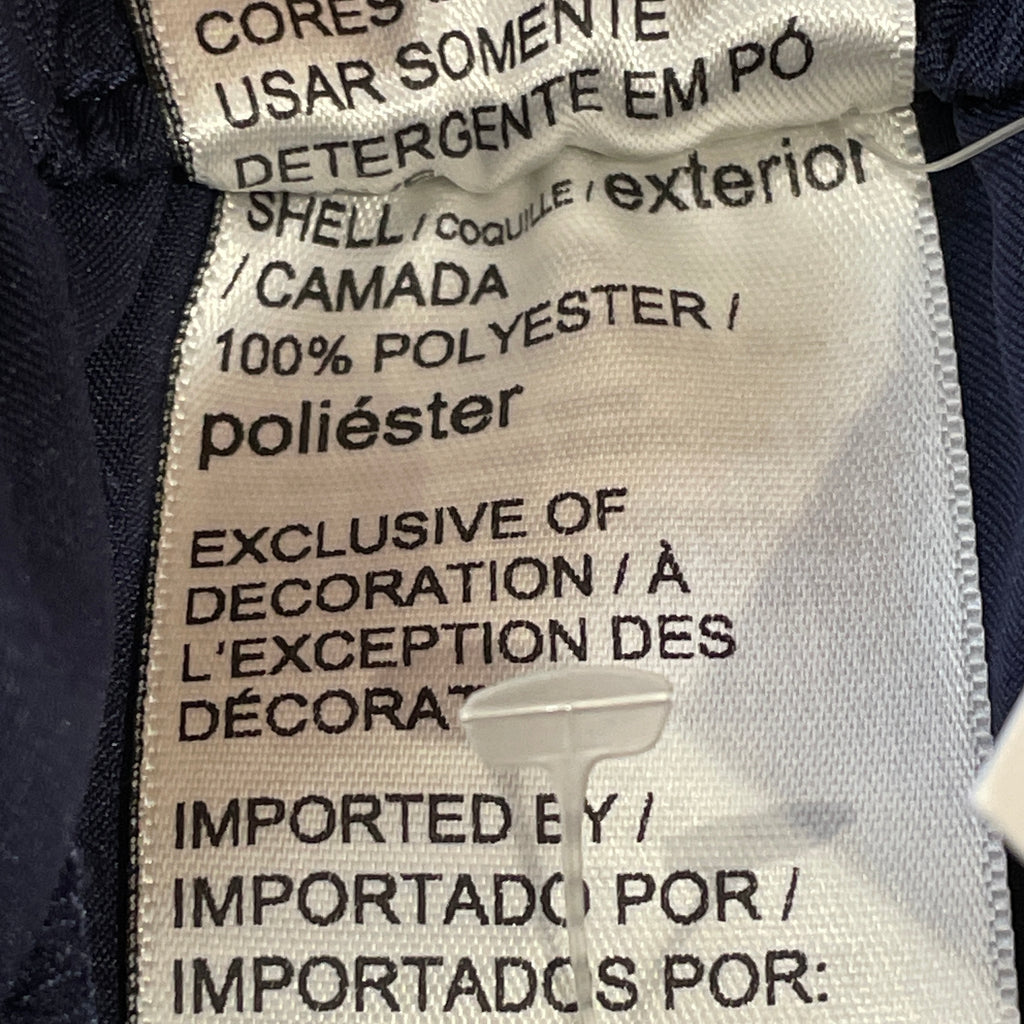 CORES
USAR SOMENTE
DETERGENTE EM PÓ
SHELL / COQUILLE / exterior
/ CAMADA
100% POLYESTER /
poliéster
EXCLUSIVE OF
DECORATION / À
L'EXCEPTION DES
IMPORTED BY /
IMPORTADO POR /
IMPORTADOS POR: